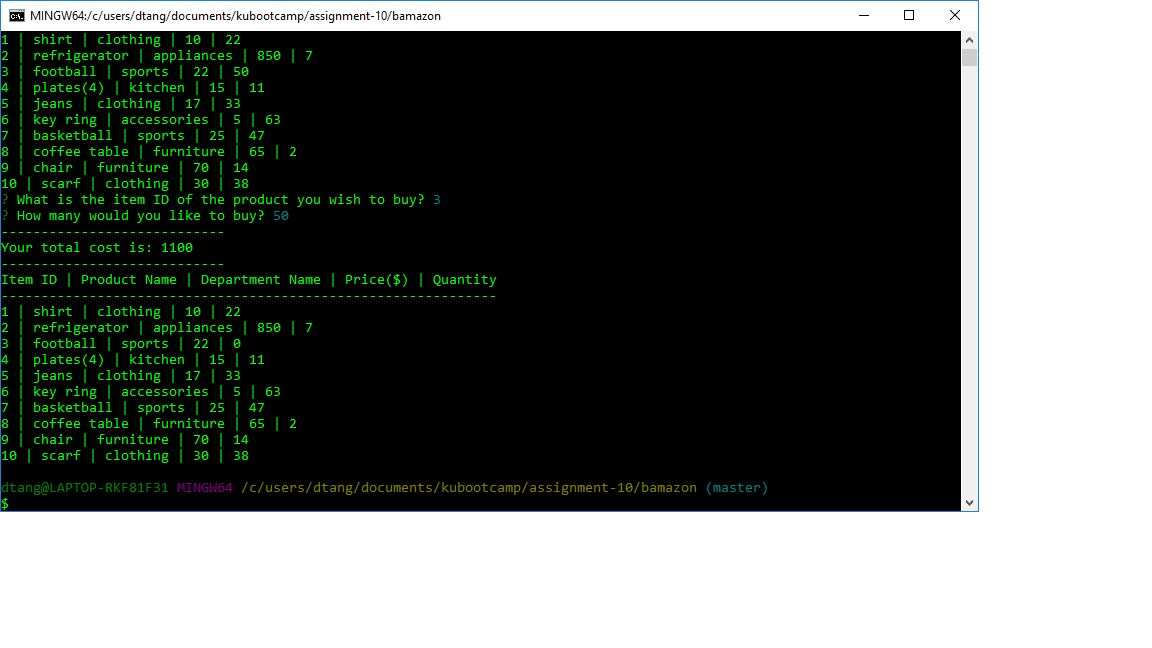 MINGW64:/c/users/dtang/documents/kubootcamp/assignment-10/bamazon
1 | shirt | clothing | 10 | 22
2 | refrigerator | appliances | 850 | 7
3 | football | sports | 22 | 50
4 | plates(4) | kitchen | 15 | 11
5 | jeans | clothing | 17 | 33
6 | key ring | accessories | 5 | 63
7 | basketball | sports | 25 | 47
8 | coffee table | furniture | 65 | 2
9 | chair | furniture | 70 | 14
10 | scarf | clothing | 30 | 38
? What is the item ID of the product you wish to buy? 3
? How many would you like to buy? 50
----------------------------
Your total cost is: 1100
----------------------------
Item ID | Product Name | Department Name | Price($) | Quantity
--------------------------------------------------------------
1 | shirt | clothing | 10 | 22
2 | refrigerator | appliances | 850 | 7
3 | football | sports | 22 | 0
4 | plates(4) | kitchen | 15 | 11
5 | jeans | clothing | 17 | 33
6 | key ring | accessories | 5 | 63
7 | basketball | sports | 25 | 47
8 | coffee table | furniture | 65 | 2
9 | chair | furniture | 70 | 14
10 | scarf | clothing | 30 | 38
dtang@LAPTOP-RKF81F31 MINGW64 /c/users/dtang/documents/kubootcamp/assignment-10/bamazon (master)
$